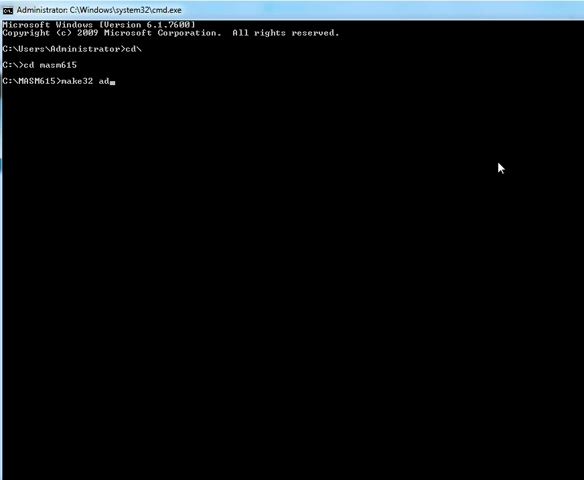 Administrator: C:\Windows\system32\cmd.exe
Microsoft Windows [Version 6.1.7600]
Copyright (c) 2009 Microsoft Corporation.  All rights reserved.
C:\Users\Administrator>cd\
C:\>cd masm615
C:\MASM615>make32 ad